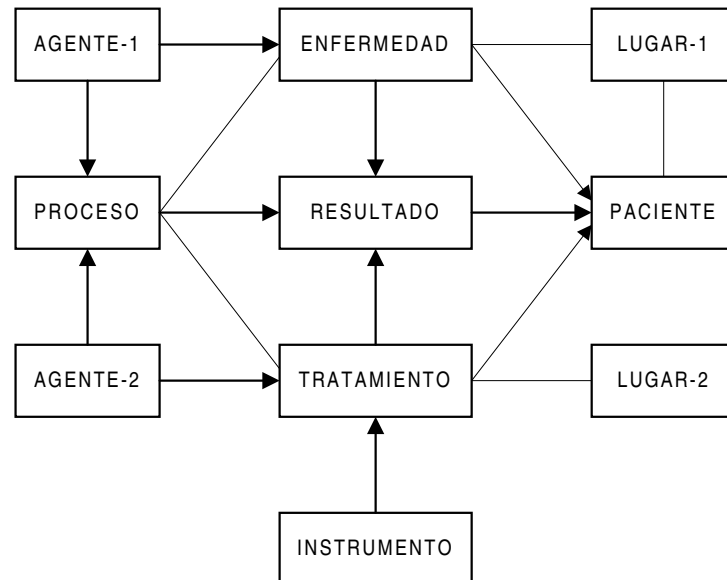 AGENTE-1
ENFERMEDAD
LUGAR-1
PROCESO
RESULTADO
PACIENTE
AGENTE-2
TRATAMIENTO
LUGAR-2
INSTRUMENTO